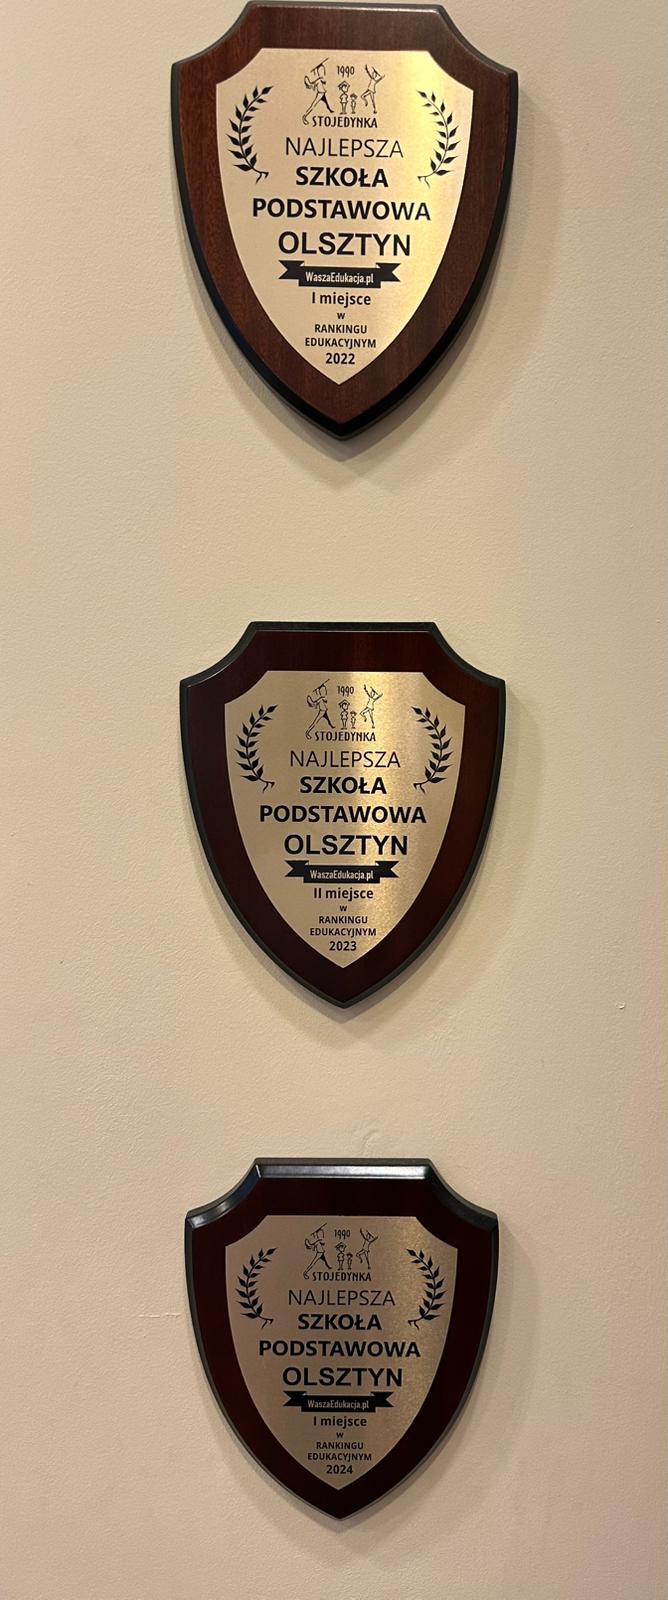 1990
STOJEDYNKA
NAJLEPSZA
SZKOŁA
PODSTAWOWA
OLSZTYN
WaszaEdukacja.pl
I miejsce
w
RANKINGU
EDUKACYJNYM
2022
1990
STOJEDYNKA
NAJLEPSZA
SZKOŁA
PODSTAWOWA
OLSZTYN
WaszaEdukacja.pl
II miejsce
w
RANKINGU
EDUKACYJNYM
2023
1990
STOJEDYNKA
NAJLEPSZA
SZKOŁA
PODSTAWOWA
OLSZTYN
WaszaEdukacja.pl
I miejsce
w
RANKINGU
EDUKACYJNYM
2024